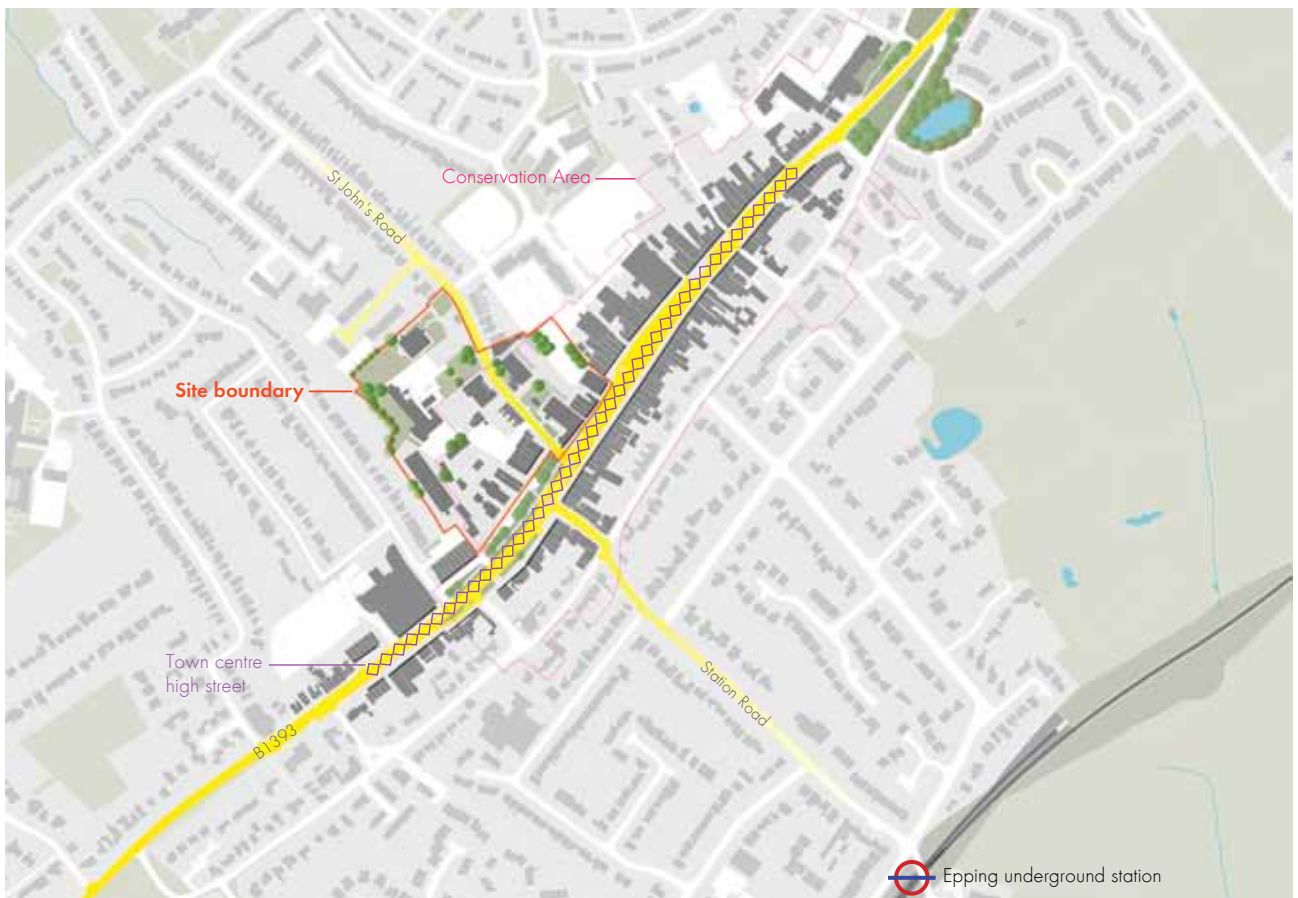 St John's Road
Conservation Area
Site boundary
Town centre
high street
Station Road
B1393
Epping underground station